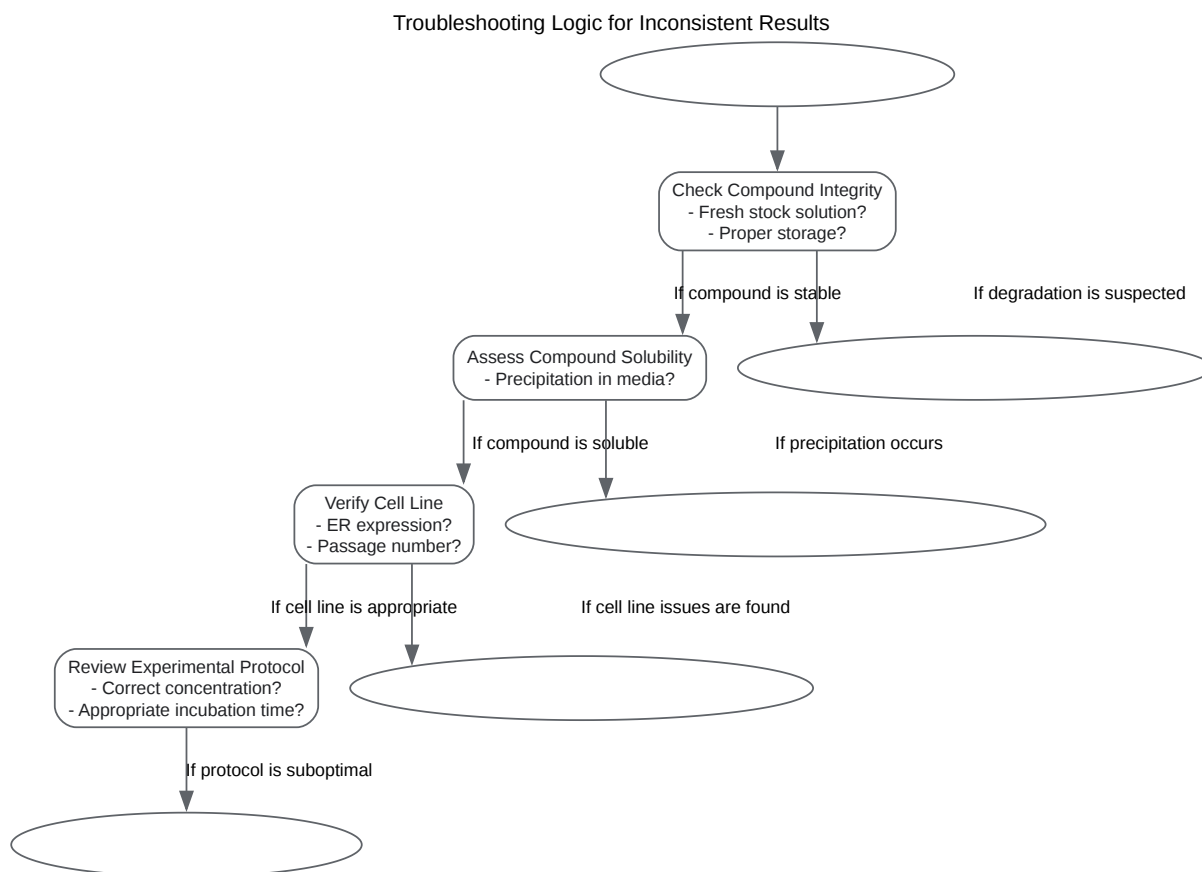 Troubleshooting Logic for Inconsistent Results
Check Compound Integrity
- Fresh stock solution?
- Proper storage?
If compound is stable
If degradation is suspected
Assess Compound Solubility
- Precipitation in media?
If compound is soluble
If precipitation occurs
Verify Cell Line
- ER expression?
- Passage number?
If cell line is appropriate
If cell line issues are found
Review Experimental Protocol
- Correct concentration?
- Appropriate incubation time?
If protocol is suboptimal